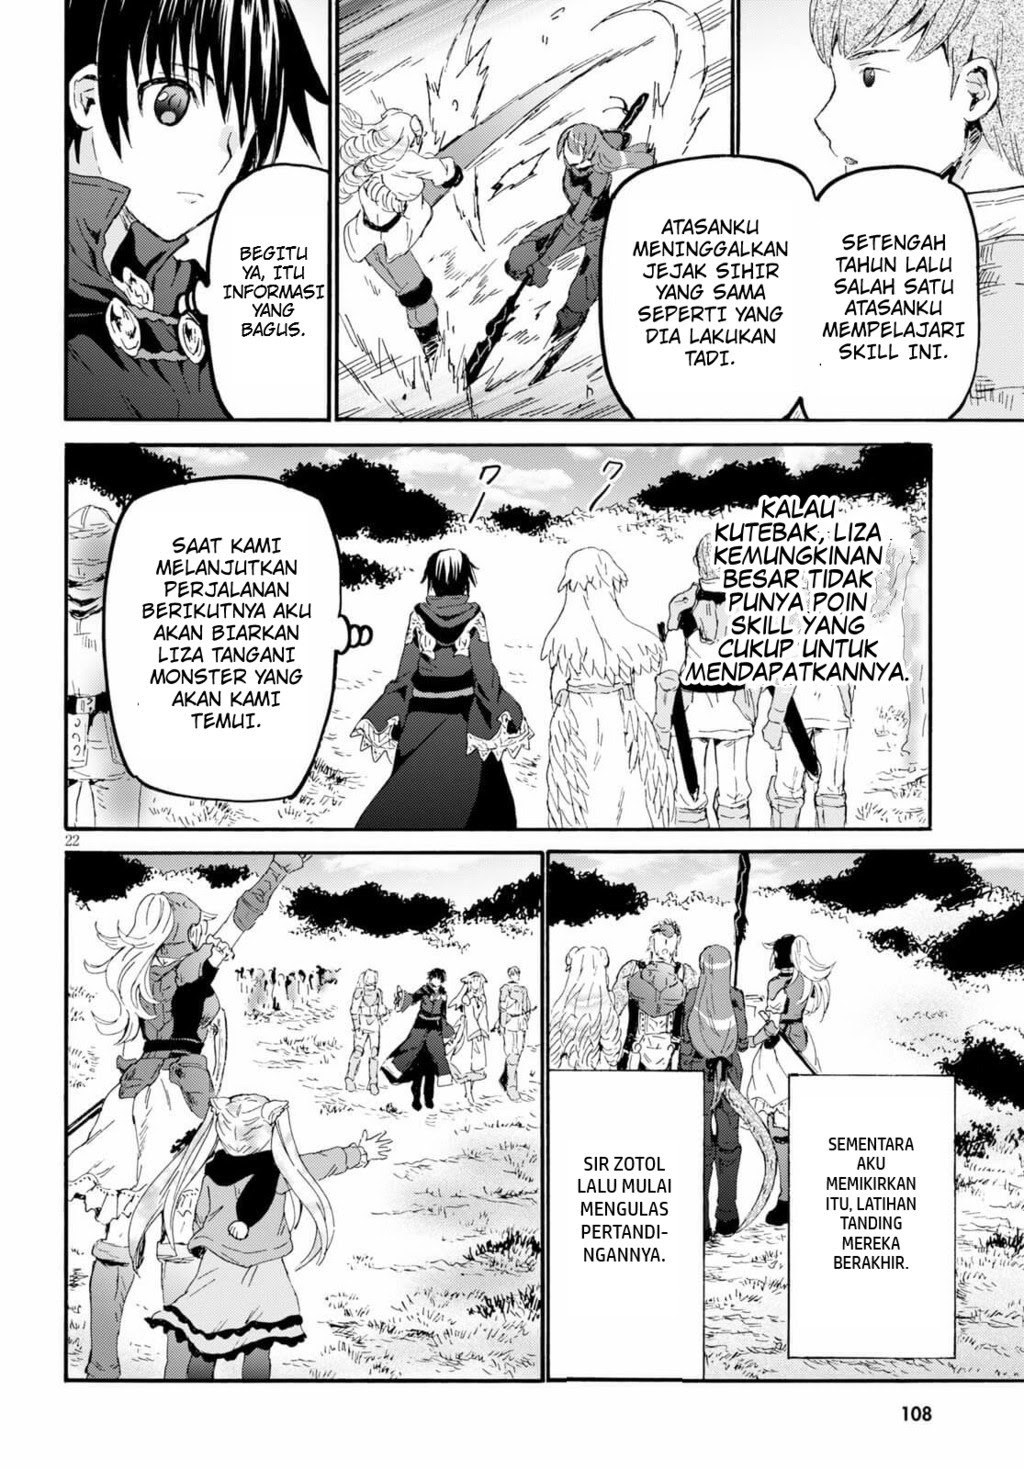 SETENGAH
TAHUN LALU
SALAH SATU
ATASANKU
MEMPELAJARI
SKILL INI.
ATASANKU
MENINGGALKAN
JEJAK SIHIR
YANG SAMA
SEPERTI YANG
DIA LAKUKAN
TADI.
BEGITU
YA, ITU
INFORMASI
YANG
BAGUS.
KALAU
KUTEBAK, LIZA
KEMUNGKINAN
BESAR TIDAK
PUNYA POIN
SKILL YANG
CUKUP UNTUK
MENDAPATKANNYA.
ワ
ワ
SAAT KAMI
MELANJUTKAN
PERJALANAN
BERIKUTNYA AKU
AKAN BIARKAN
LIZA TANGANI
MONSTER YANG
AKAN KAMI
TEMUI.
22
SEMENTARA
AKU
MEMIKIRKAN
ITU, LATIHAN
TANDING
MEREKA
BERAKHIR.
SIR ZOTOL
LALU MULAI
MENGULAS
PERTANDI-
NGANNYA.
108